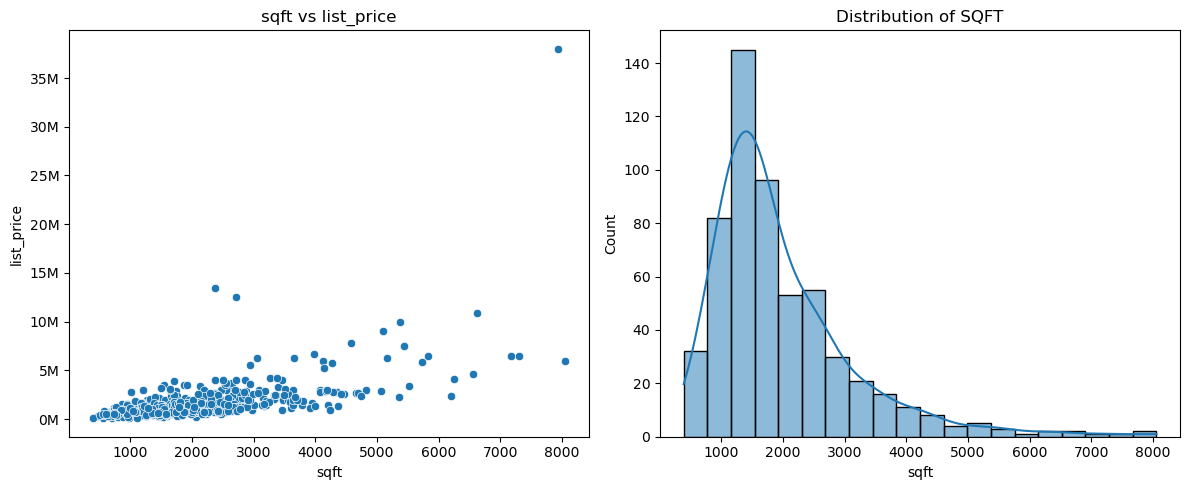 sqft vs list_price
35M
30M
25M
20M
15M
10M
5M
0M
list_price
1000 2000 3000 4000 5000 6000 7000 8000
sqft
Distribution of SQFT
140
120
100
80
60
40
20
0
Count
1000 2000 3000 4000 5000 6000 7000 8000
sqft